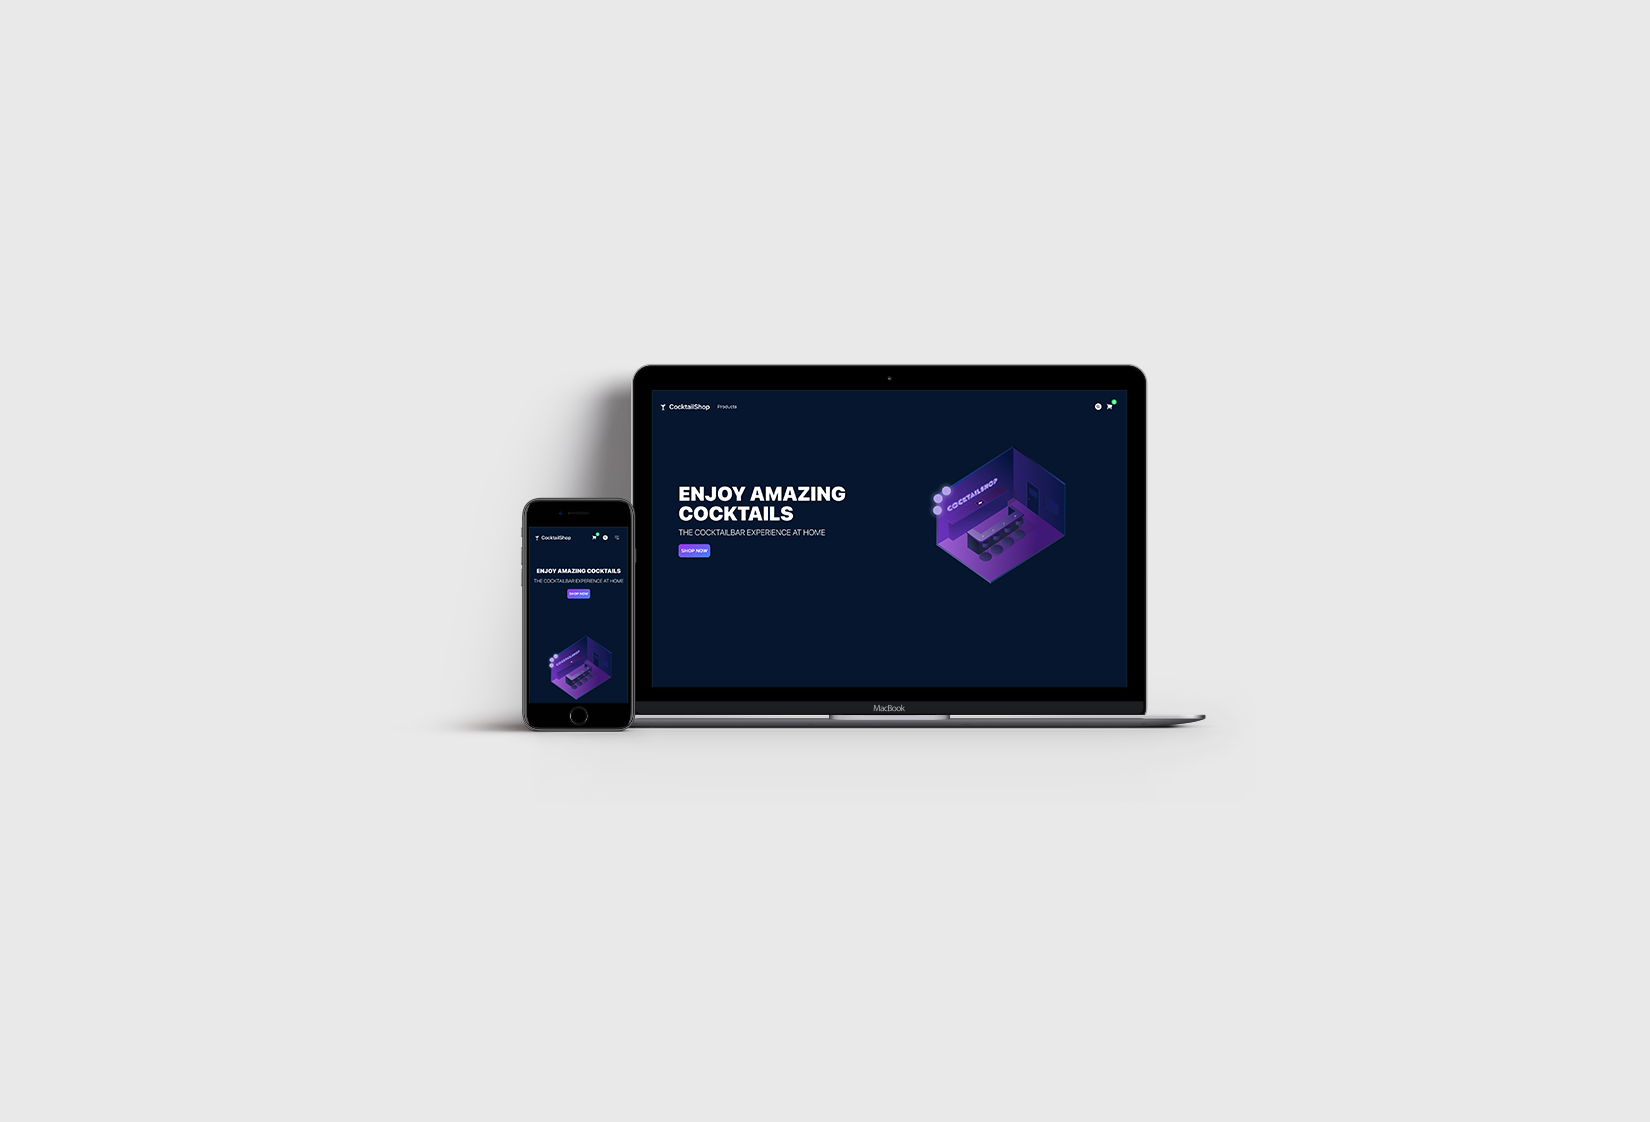 CocktailShop Products
ENJOY AMAZING
COCKTAILS
THE COCKTAILBAR EXPERIENCE AT HOME
SHOP NOW
COCKTAILSHOP
MacBook
CocktailShop
ENJOY AMAZING COCKTAILS
THE COCKTAILBAR EXPERIENCE AT HOME
SHOP NOW
COCKTAILSHOP